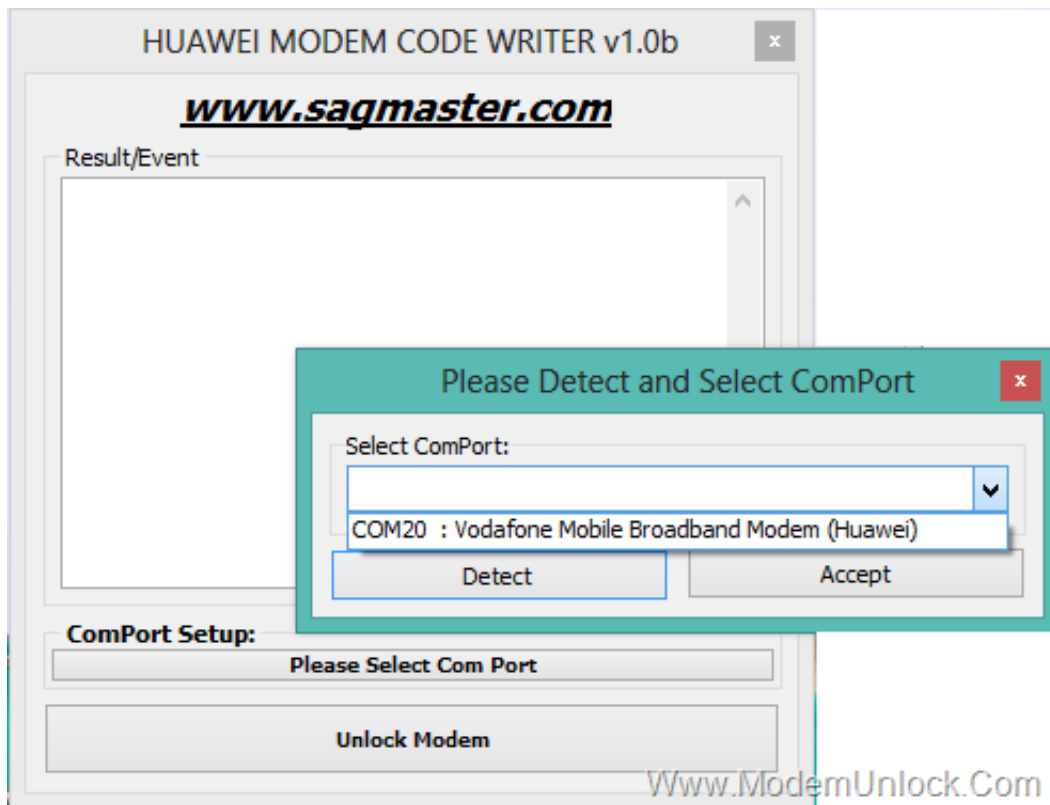 HUAWEI MODEM CODE WRITER v1.0b
x
www.sagmaster.com
Result/Event
Please Detect and Select ComPort
x
Select ComPort:
COM20 : Vodafone Mobile Broadband Modem (Huawei)
Detect
Accept
ComPort Setup:
Please Select Com Port
Unlock Modem
Www.ModemUnlock.Com